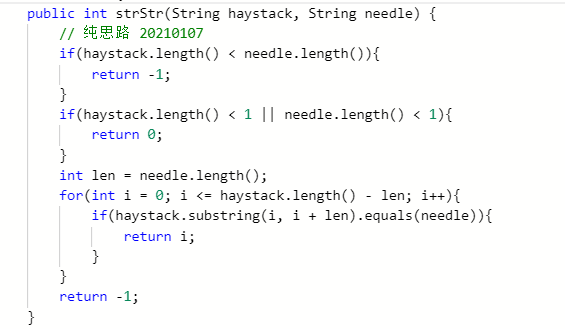 public int strStr(String haystack, String needle) {
// 纯思路 20210107
if(haystack.length() < needle.length()){
return -1;
}
if(haystack.length() < 1 || needle.length() < 1){
return 0;
}
int len = needle.length();
for(int i = 0; i <= haystack.length() - len; i++){
if(haystack.substring(i, i + len).equals(needle)){
return i;
}
}
return -1;
}